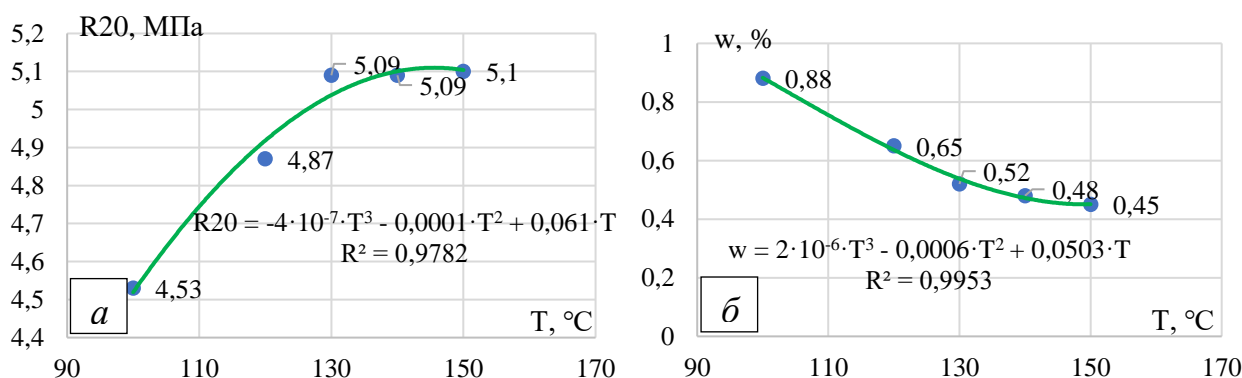 R20, МПа
5,2
5,1
5
4,9
4,8
4,7
4,6
4,5
4,4
5,09
5,09
5,1
4,87
4,53
R20 = -4·10⁻⁷·T³ - 0,0001·T² + 0,061·T
R² = 0,9782
а
T, °C
90 110 130 150 170
w, %
1
0,8
0,6
0,4
0,2
0
0,88
0,65
0,52
0,48
0,45
w = 2·10⁻⁶·T³ - 0,0006·T² + 0,0503·T
R² = 0,9953
б
T, °C
90 110 130 150 170